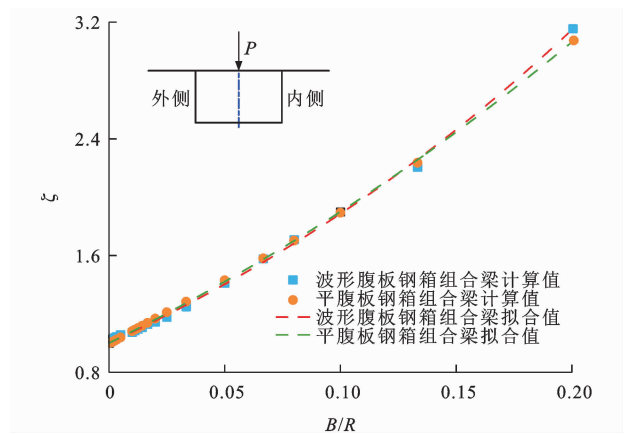 3.2
2.4
1.6
0.8
ζ
P
外侧
内侧
波形腹板钢箱组合梁计算值
平腹板钢箱组合梁计算值
波形腹板钢箱组合梁拟合值
平腹板钢箱组合梁拟合值
0
0.05
0.10
0.15
0.20
B/R